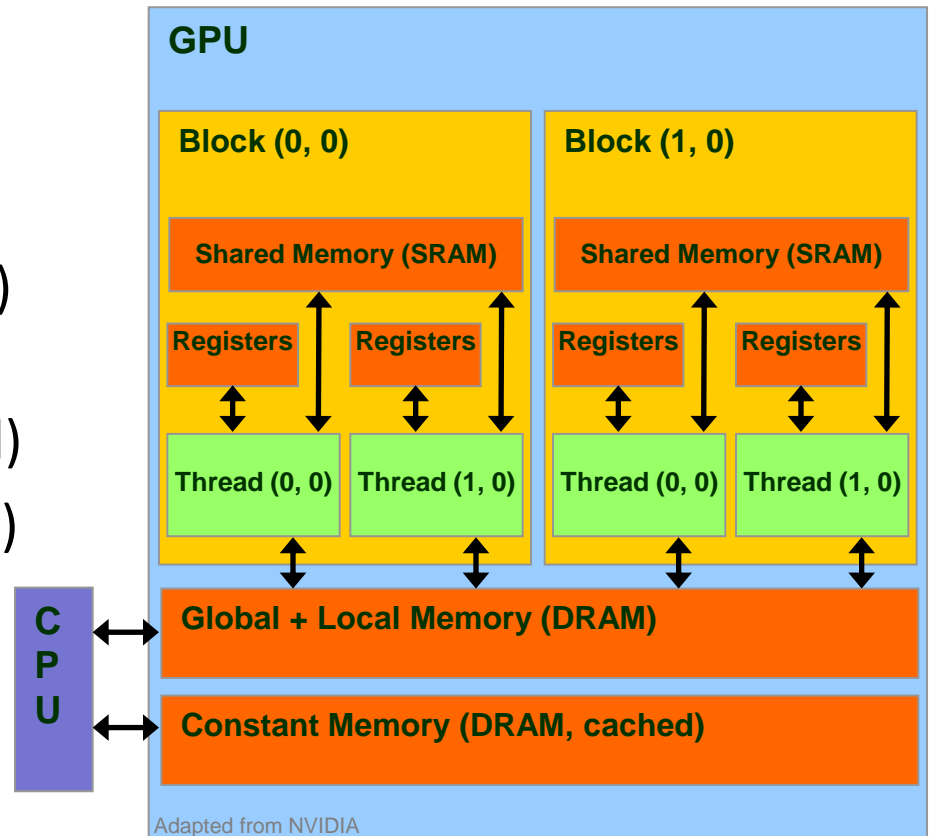 GPU
Block (0, 0)
Block (1, 0)
Shared Memory (SRAM)
Shared Memory (SRAM)
)
Registers
Registers
Registers
Registers
)
Thread (0, 0)
Thread (1, 0)
Thread (0, 0)
Thread (1, 0)
)
C
P
U
Global + Local Memory (DRAM)
Constant Memory (DRAM, cached)
Adapted from NVIDIA